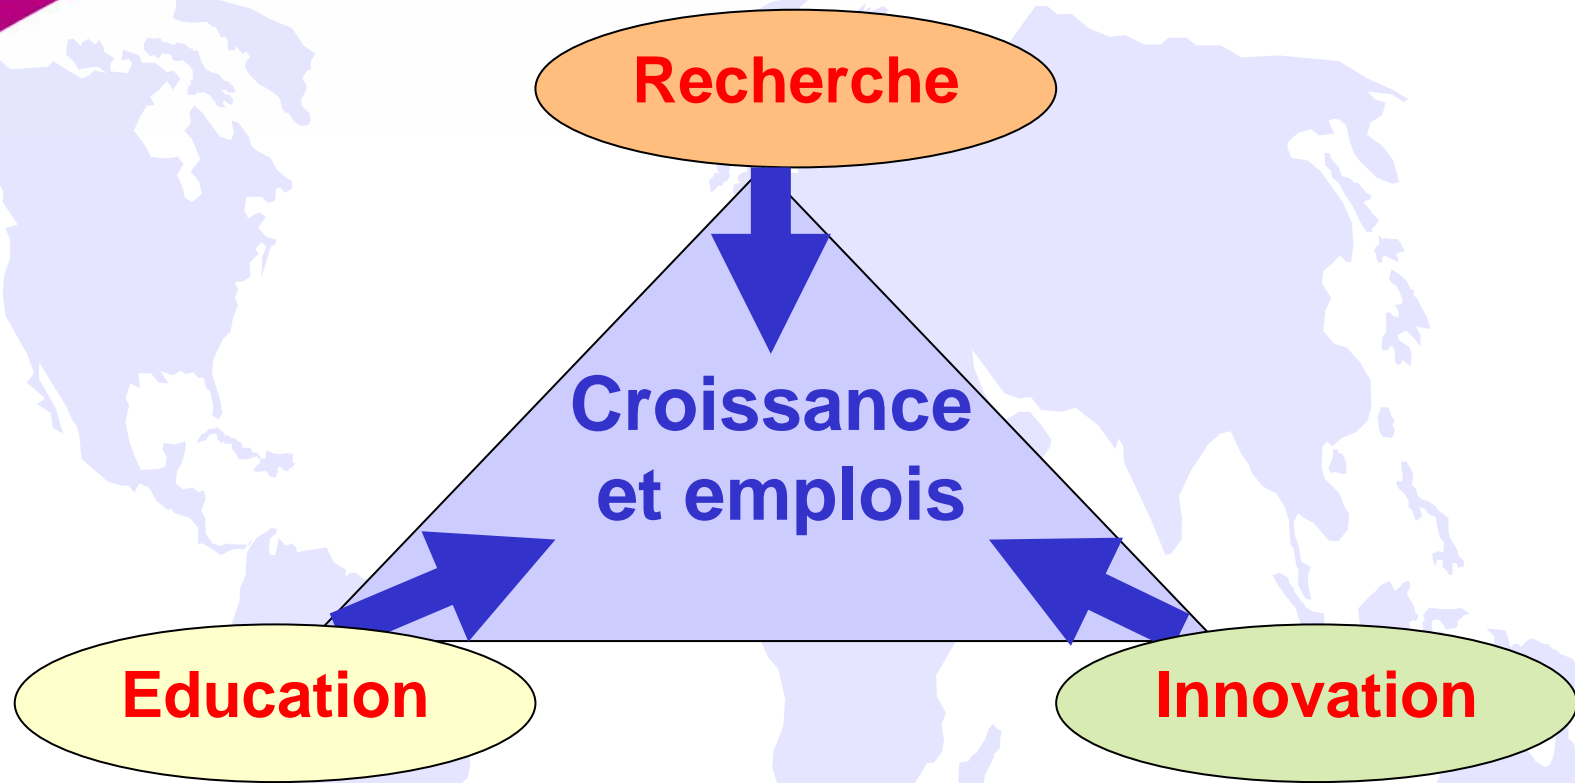 Recherche
Croissance
et emplois
Education
Innovation